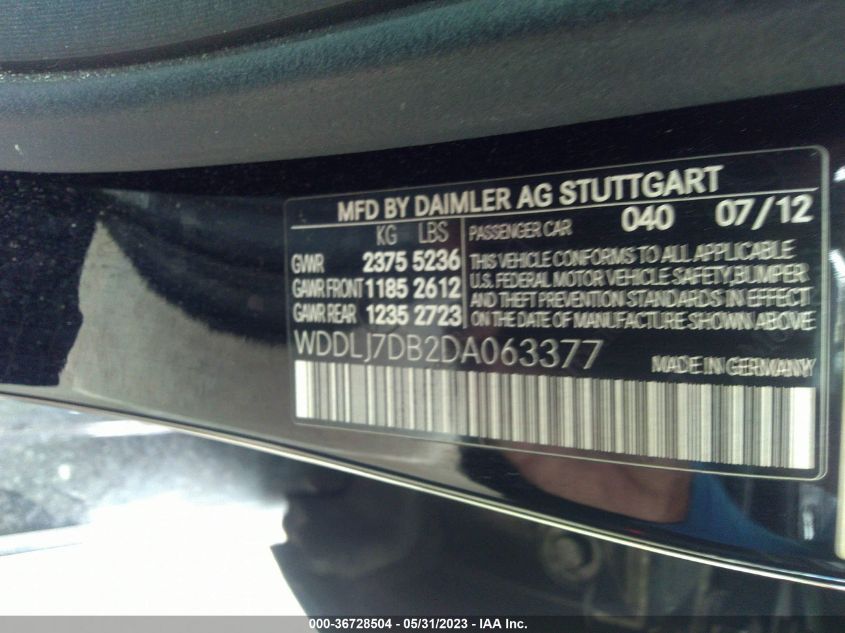 MFD BY DAIMLER AG STUTTGART
KG LBS PASSENGER CAR 040 07/12
GVWR 2375 5236
GAWR FRONT 1185 2612
GAWR REAR 1235 2723
THIS VEHICLE CONFORMS TO ALL APPLICABLE
U.S. FEDERAL MOTOR VEHICLE SAFETY,BUMPER
AND THEFT PREVENTION STANDARDS IN EFFECT
ON THE DATE OF MANUFACTURE SHOWN ABOVE
WDDLJ7DB2DA063377 MADE IN GERMANY
000-36728504 - 05/31/2023 - IAA Inc.